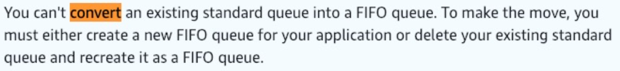 You can't convert an existing standard queue into a FIFO queue. To make the move, you
must either create a new FIFO queue for your application or delete your existing standard
queue and recreate it as a FIFO queue.